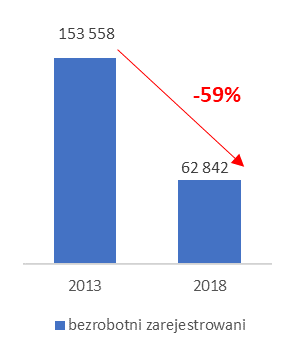 153 558
-59%
62 842
2013 2018
bezrobotni zarejestrowani